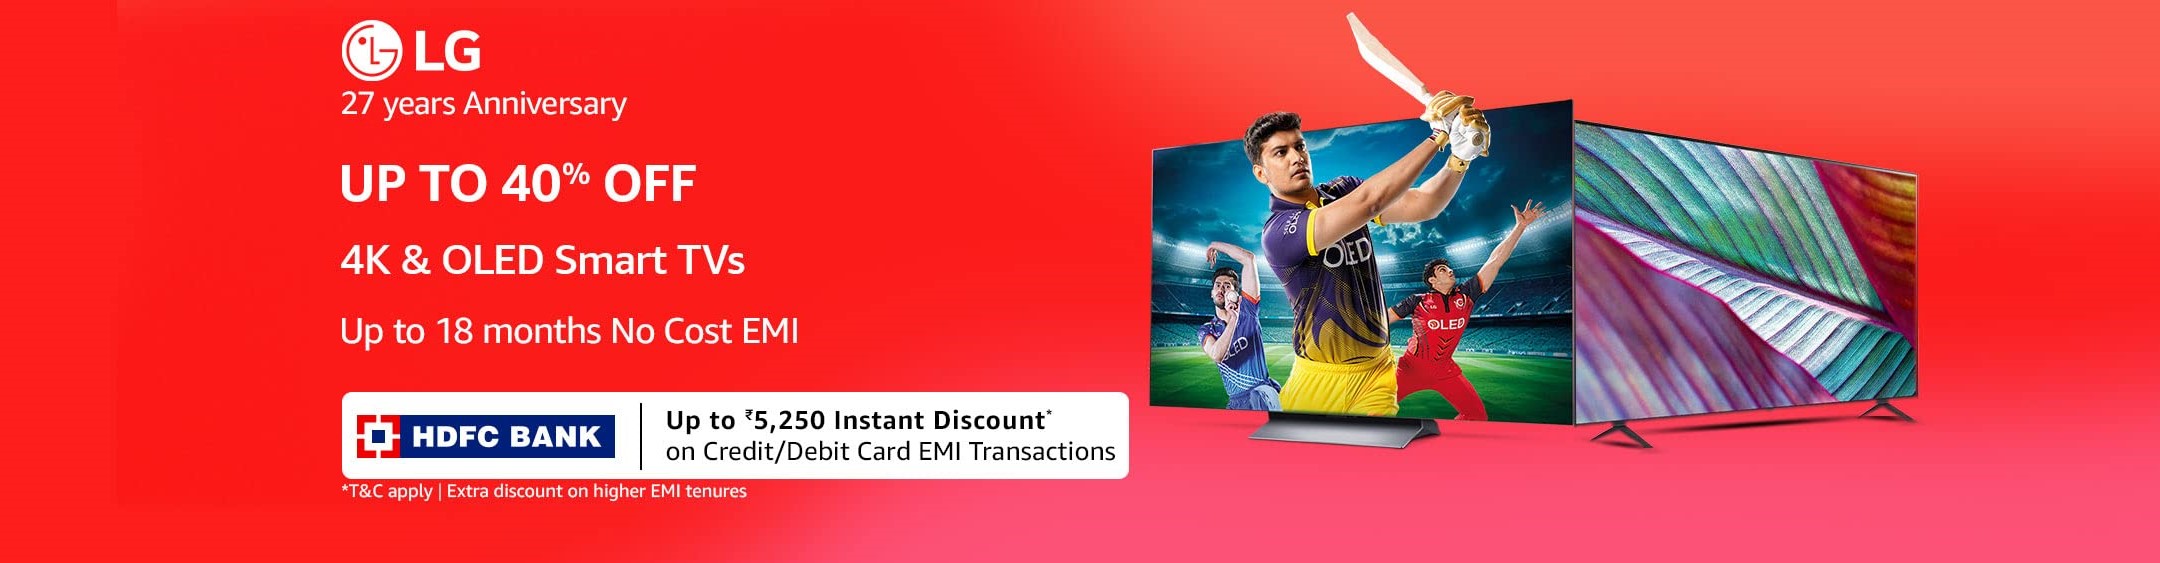 LG
27 years Anniversary
UP TO 40% OFF
4K & OLED Smart TVs
Up to 18 months No Cost EMI
HDFC BANK
Up to ₹5,250 Instant Discount*
on Credit/Debit Card EMI Transactions
*T&C apply | Extra discount on higher EMI tenures
OLED
OLED
OLED